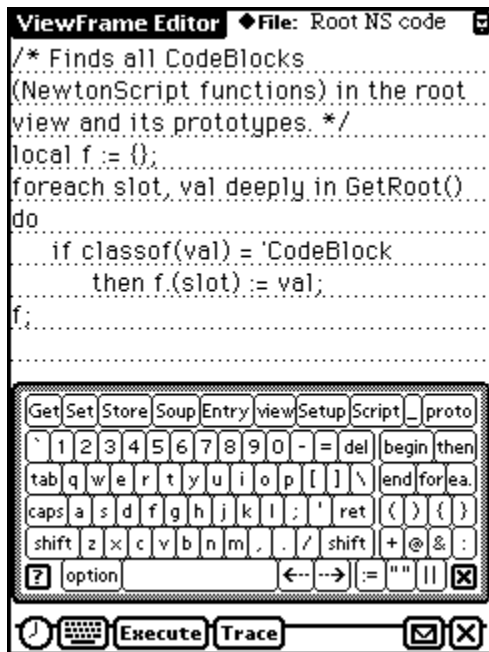 ViewFrame Editor ◆File: Root NS code
/* Finds all CodeBlocks
(NewtonScript functions) in the root
view and its prototypes. */
local f := {};
foreach slot, val deeply in GetRoot()
do
if classof(val) = 'CodeBlock
then f.(slot) := val;
f;
Get Set Store Soup Entry view Setup Script _ proto
` 1 2 3 4 5 6 7 8 9 0 - = del begin then
tab q w e r t y u i o p [ ] \ end for ea.
caps a s d f g h j k l ; ' ret ( ) { }
shift z x c v b n m , . / shift + @ & :
? option ← → := "" ||
Execute Trace